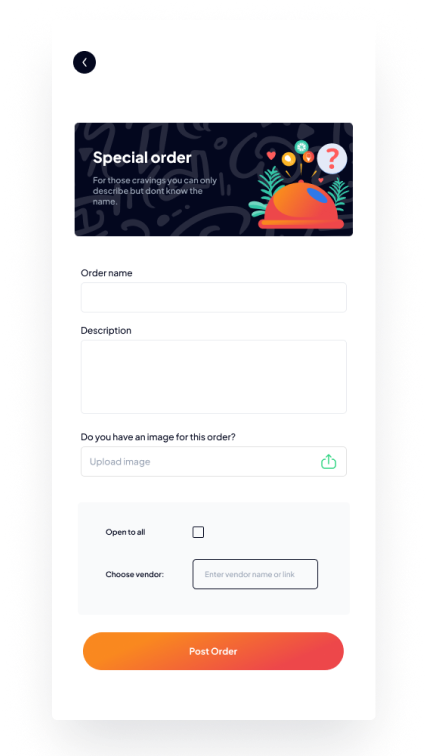 Special order
For those cravings you can only
describe but dont know the
name.
?
Order name
Description
Do you have an image for this order?
Upload image
Open to all
Choose vendor:
Enter vendor name or link
Post Order